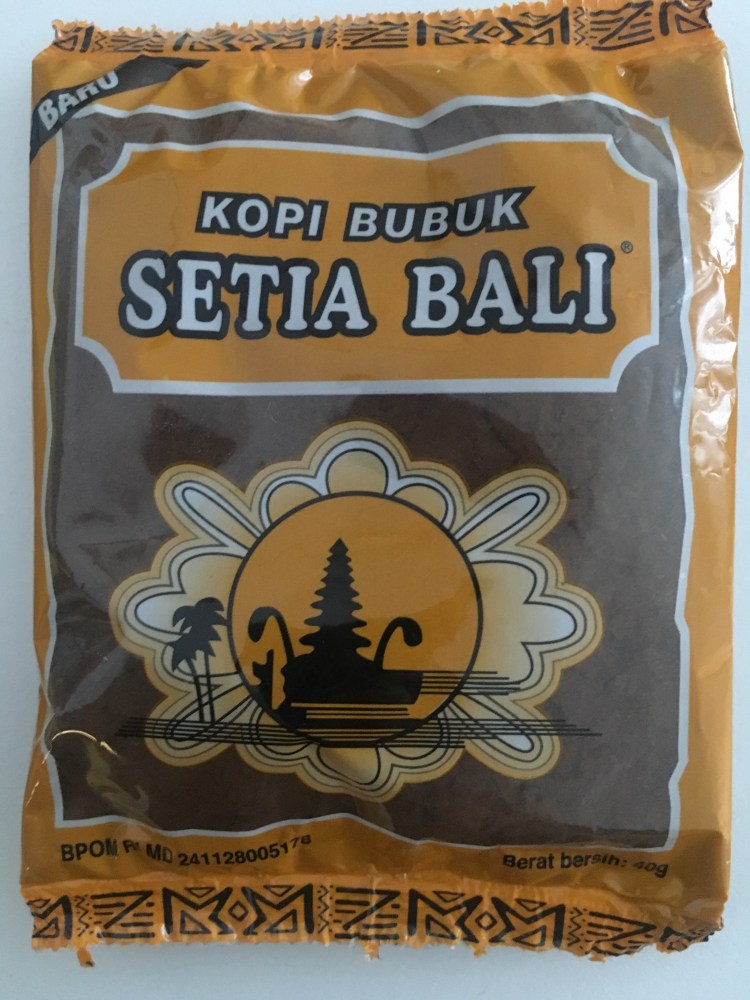 BARU
KOPI BUBUK
SETIA BALI®
BPOM RI MD 241128005178
Berat bersih: 40g